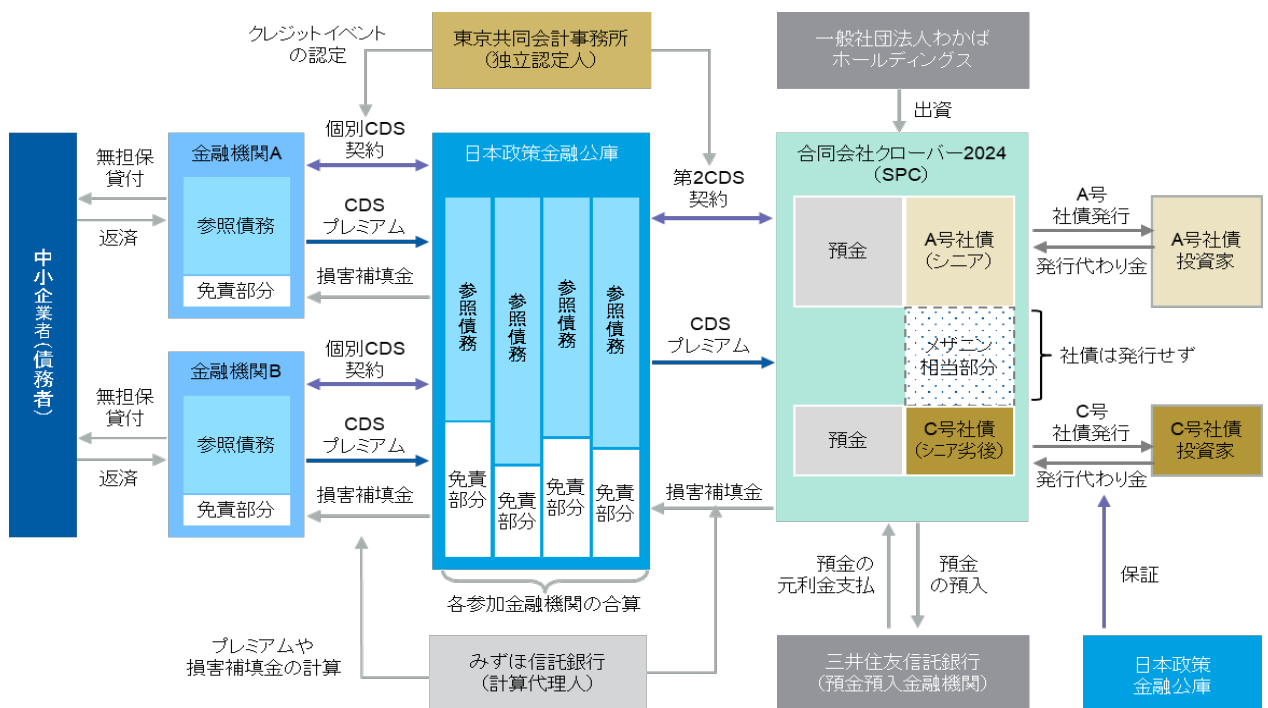 クレジットイベント
の認定
東京共同会計事務所
(独立認定人)
一般社団法人わかば
ホールディングス
出資
中小企業者(債務者)
無担保
貸付
返済
金融機関A
参照債務
免責部分
個別CDS
契約
CDS
プレミアム
損害補填金
無担保
貸付
返済
金融機関B
参照債務
免責部分
個別CDS
契約
CDS
プレミアム
損害補填金
日本政策金融公庫
参照債務
参照債務
参照債務
参照債務
免責
部分
免責
部分
免責
部分
免責
部分
各参加金融機関の合算
第2CDS
契約
CDS
プレミアム
損害補填金
合同会社クローバー2024
(SPC)
預金
A号社債
(シニア)
メザニン
相当部分
預金
C号社債
(シニア劣後)
A号
社債発行
発行代わり金
A号社債
投資家
社債は発行せず
C号
社債発行
発行代わり金
C号社債
投資家
預金の
元利金支払
預金
の預入
保証
プレミアムや
損害補填金の計算
みずほ信託銀行
(計算代理人)
三井住友信託銀行
(預金預入金融機関)
日本政策
金融公庫